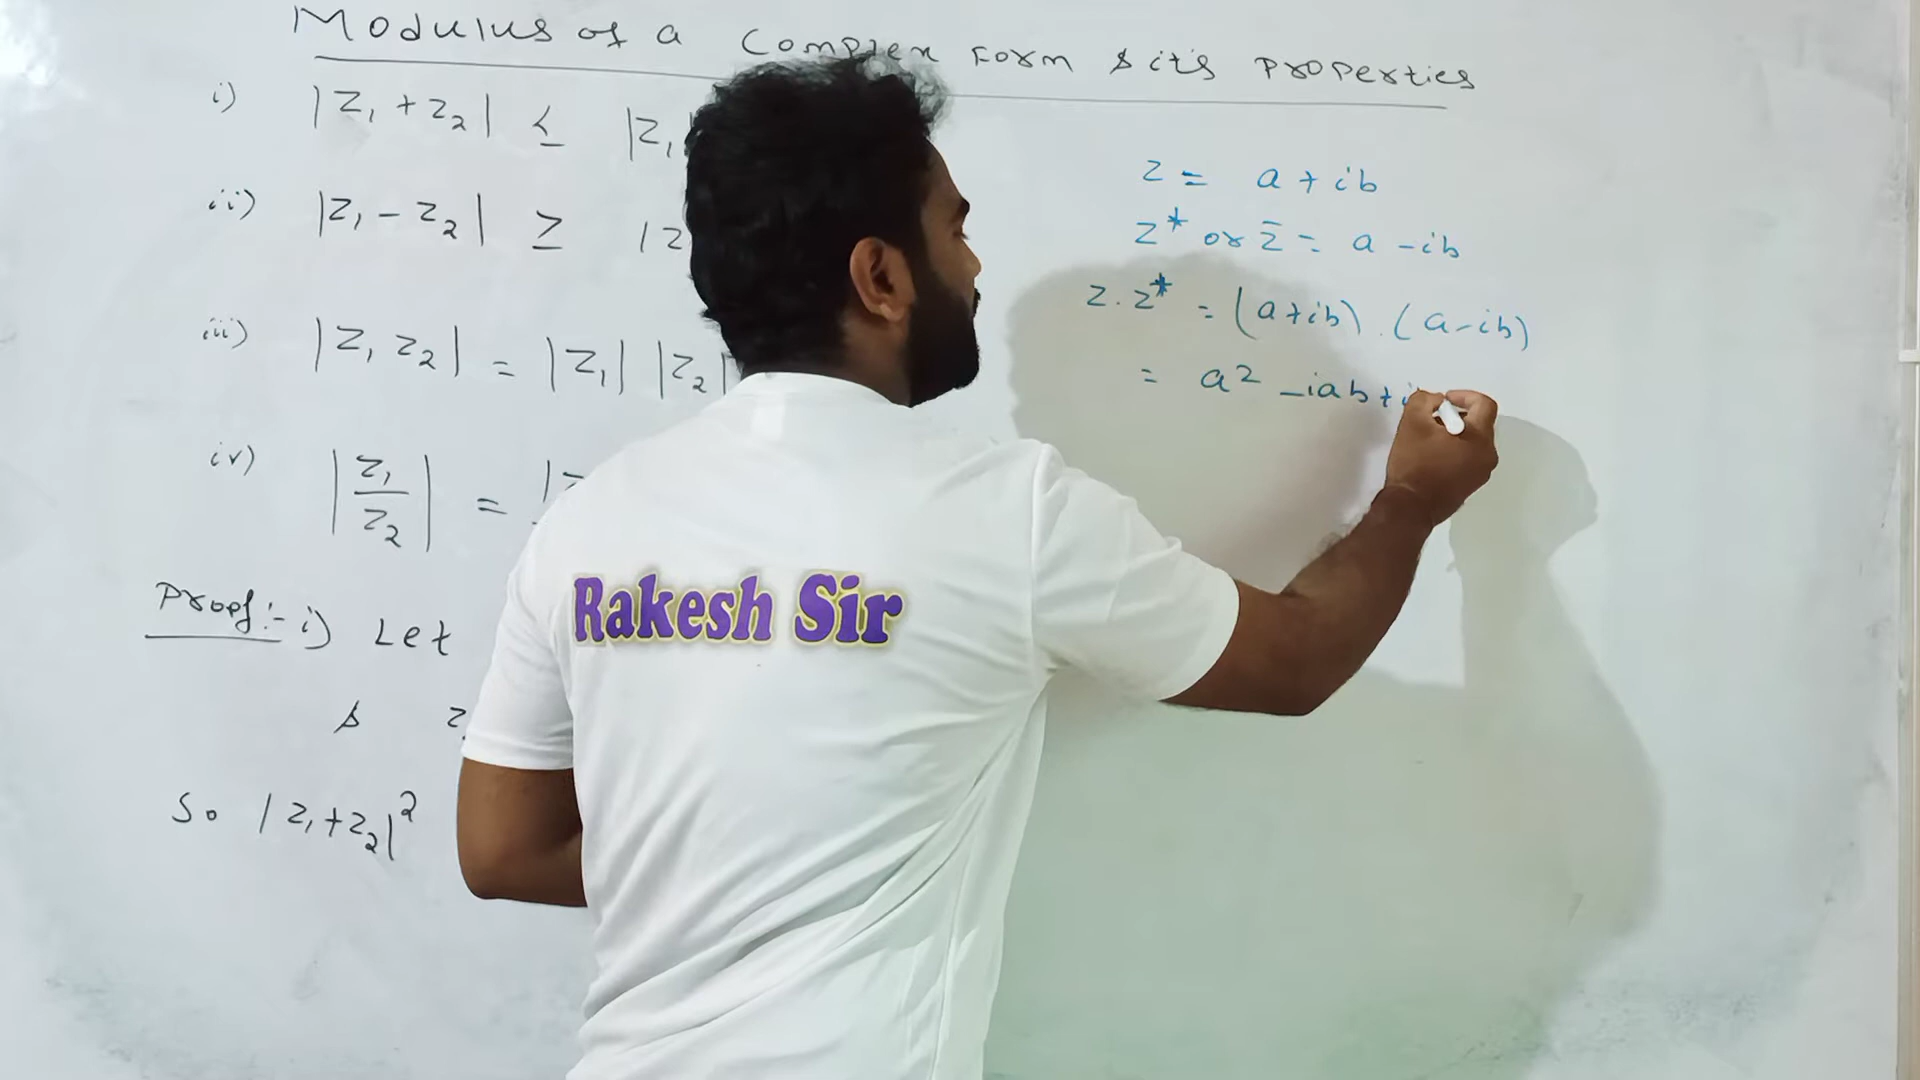 Modulus of a Complex Form & its properties
i) |z₁ + z₂| ≤ |z₁|
ii) |z₁ - z₂| ≥ |z
iii) |z₁ z₂| = |z₁| |z₂|
iv) |z₁/z₂| = |z
Proof:- i) Let
& z
So |z₁+z₂|²
z = a + ib
z* or z̄ = a - ib
z.z* = (a+ib).(a-ib)
= a² - iab + i
Rakesh Sir